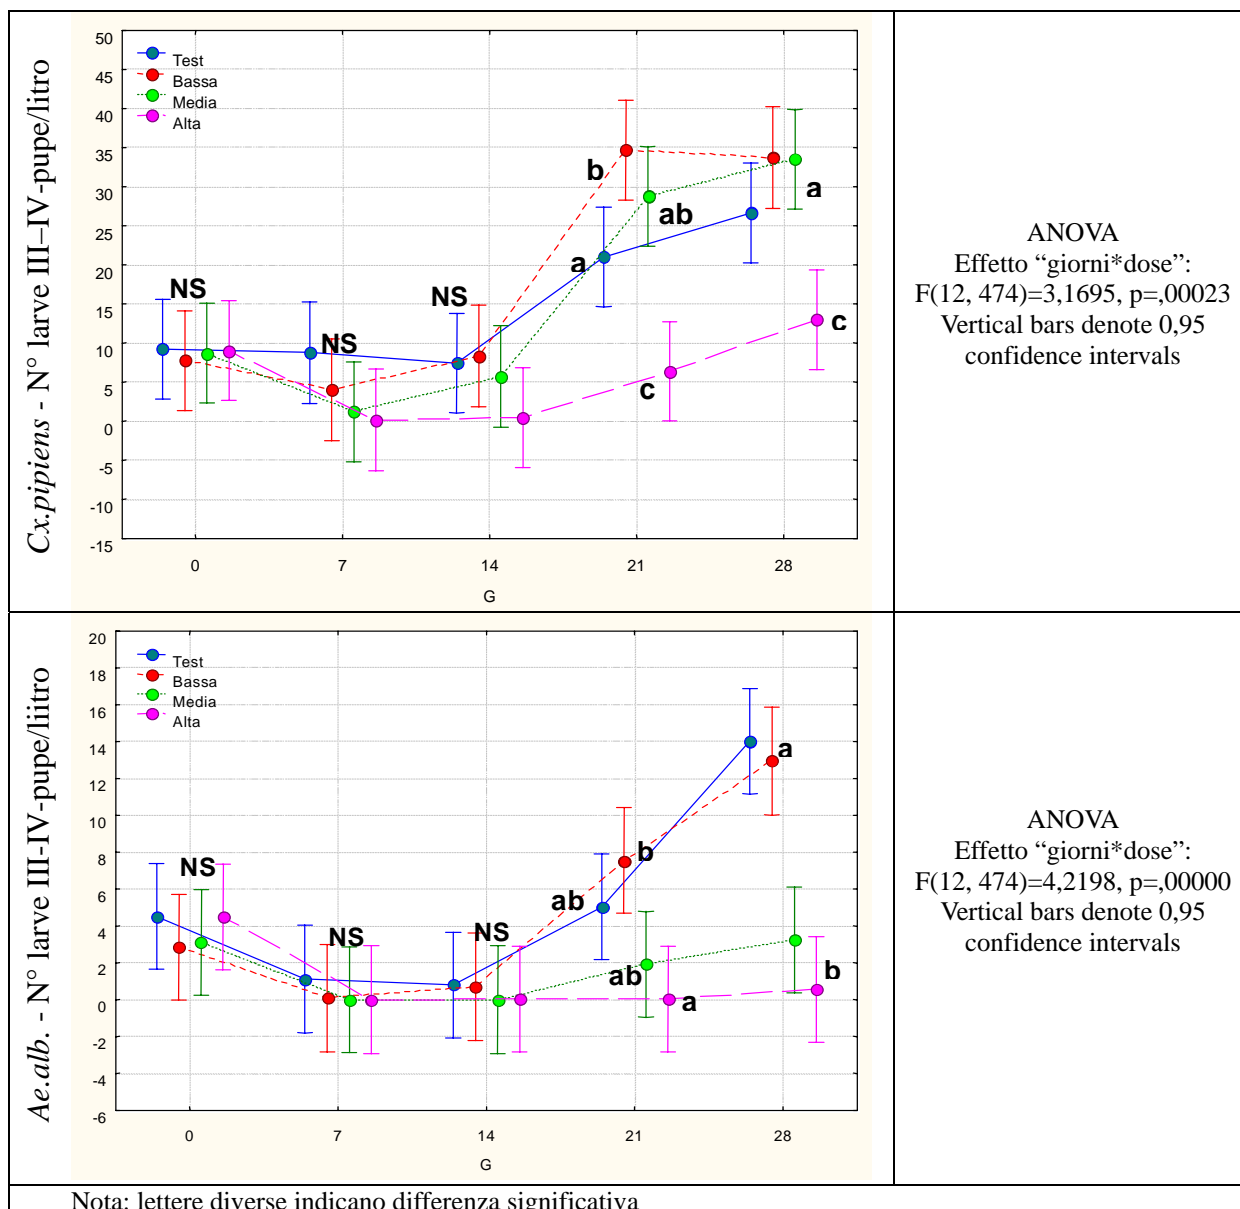 Cx.pipiens - N° larve III–IV-pupe/litro
50
45
40
35
30
25
20
15
10
5
0
-5
-10
-15
Test
Bassa
Media
Alta
NS
NS
NS
b
ab
a
c
a
c
0 7 14 21 28
G
ANOVA
Effetto “giorni*dose”:
F(12, 474)=3,1695, p=,00023
Vertical bars denote 0,95
confidence intervals
Ae.alb. - N° larve III-IV-pupe/liitro
20
18
16
14
12
10
8
6
4
2
0
-2
-4
-6
Test
Bassa
Media
Alta
NS
NS
NS
ab
b
ab
a
a
b
0 7 14 21 28
G
ANOVA
Effetto “giorni*dose”:
F(12, 474)=4,2198, p=,00000
Vertical bars denote 0,95
confidence intervals
Nota: lettere diverse indicano differenza significativa